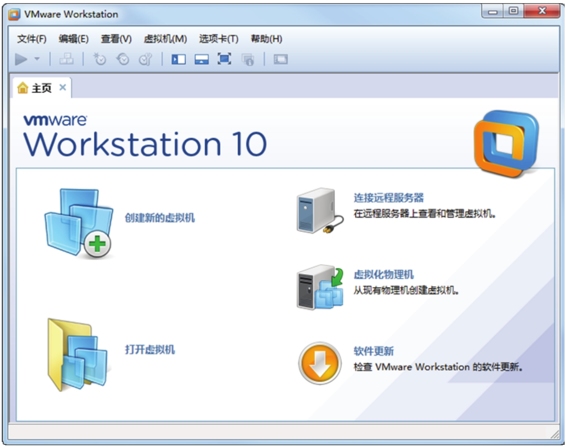 VMware Workstation
文件(F) 编辑(E) 查看(V) 虚拟机(M) 选项卡(T) 帮助(H)
主页
vmware
Workstation 10
创建新的虚拟机
连接远程服务器
在远程服务器上查看和管理虚拟机。
虚拟化物理机
从现有物理机创建虚拟机。
打开虚拟机
软件更新
检查 VMware Workstation 的软件更新。